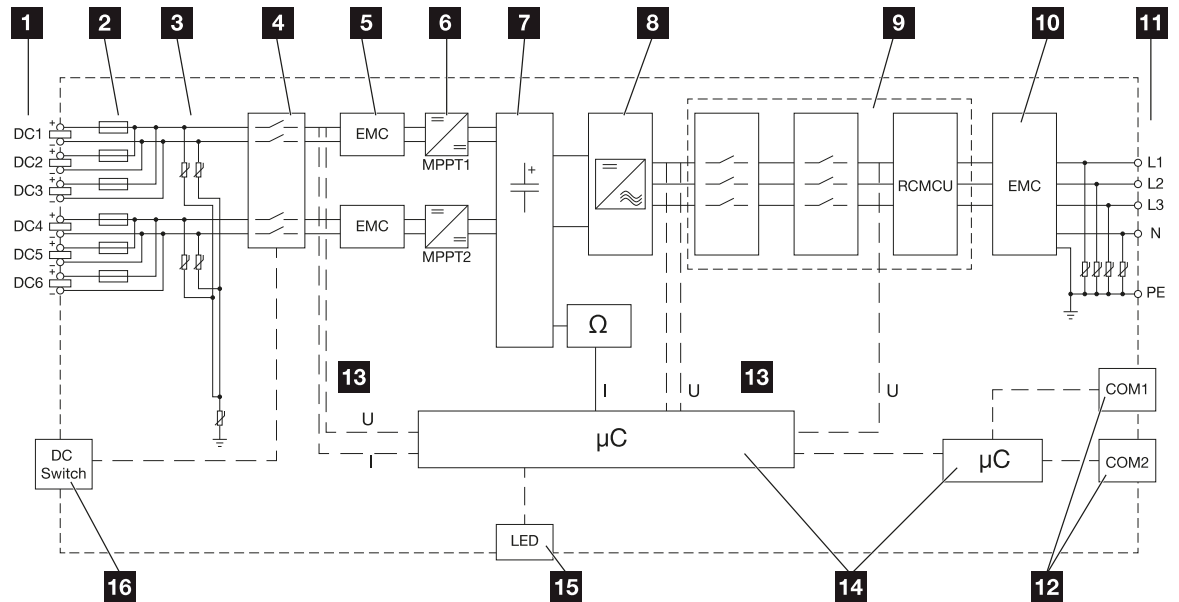 1 2 3 4 5 6 7 8 9 10 11
DC1 + −
DC2 + −
DC3 + −
DC4 + −
DC5 + −
DC6 + −
EMC
MPPT1
EMC
MPPT2
+
RCMCU
EMC
L1
L2
L3
N
PE
Ω
13
I
U
13
U
U
I
µC
µC
COM1
COM2
DC
Switch
LED
16 15 14 12